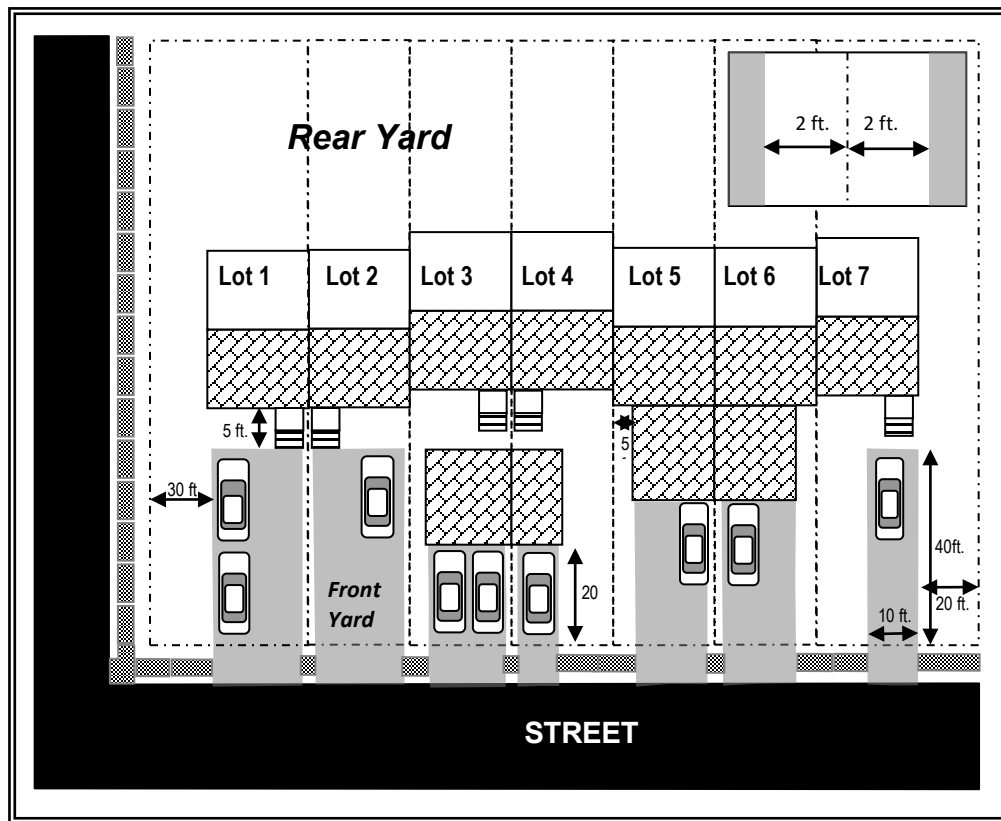 Rear Yard
2 ft.
2 ft.
Lot 1
Lot 2
Lot 3
Lot 4
Lot 5
Lot 6
Lot 7
5 ft.
5
30 ft
Front
Yard
20
40ft.
20 ft.
10 ft.
STREET